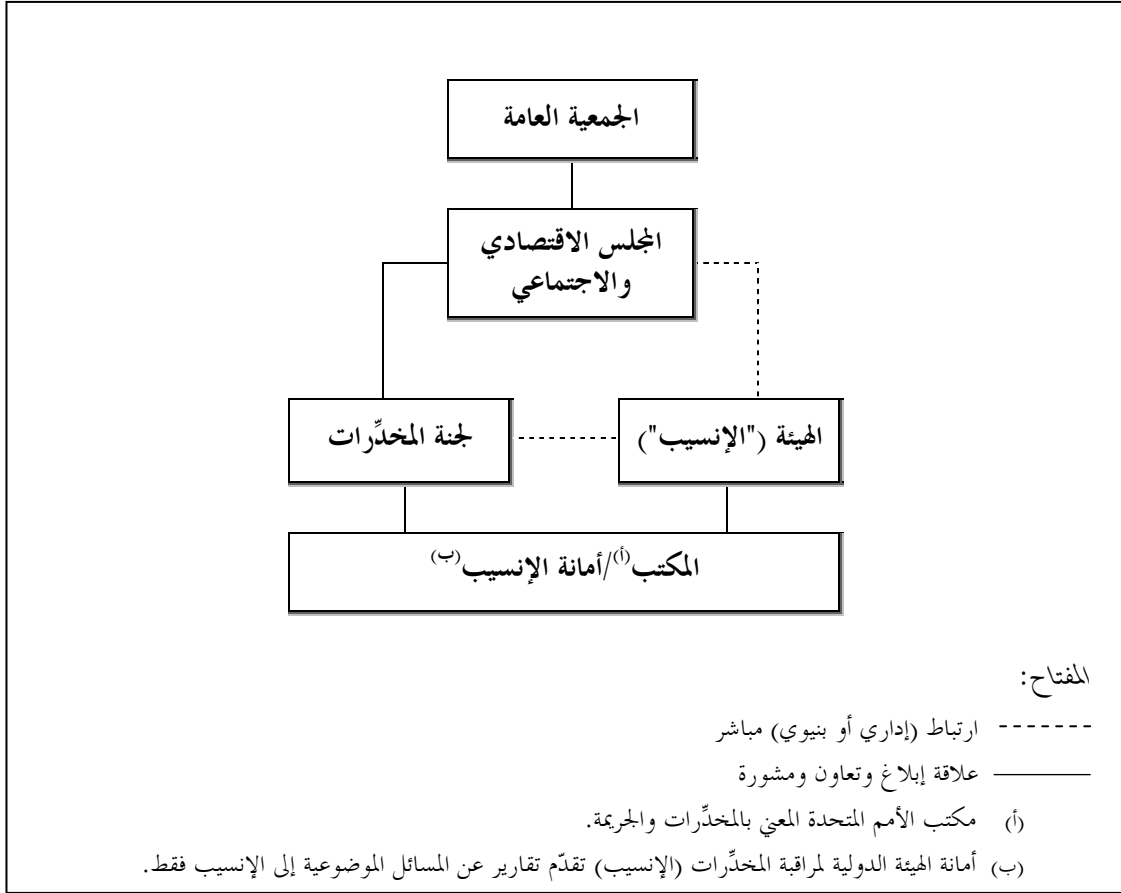 الجمعية العامة
المجلس الاقتصادي
والاجتماعي
الهيئة ("الإنسيب")
لجنة المخدِّرات
المكتب(أ)/أمانة الإنسيب(ب)
المفتاح:
ارتباط (إداري أو بنيوي) مباشر
علاقة إبلاغ وتعاون ومشورة
(أ) مكتب الأمم المتحدة المعني بالمخدِّرات والجريمة.
(ب) أمانة الهيئة الدولية لمراقبة المخدِّرات (الإنسيب) تقدّم تقارير عن المسائل الموضوعية إلى الإنسيب فقط.